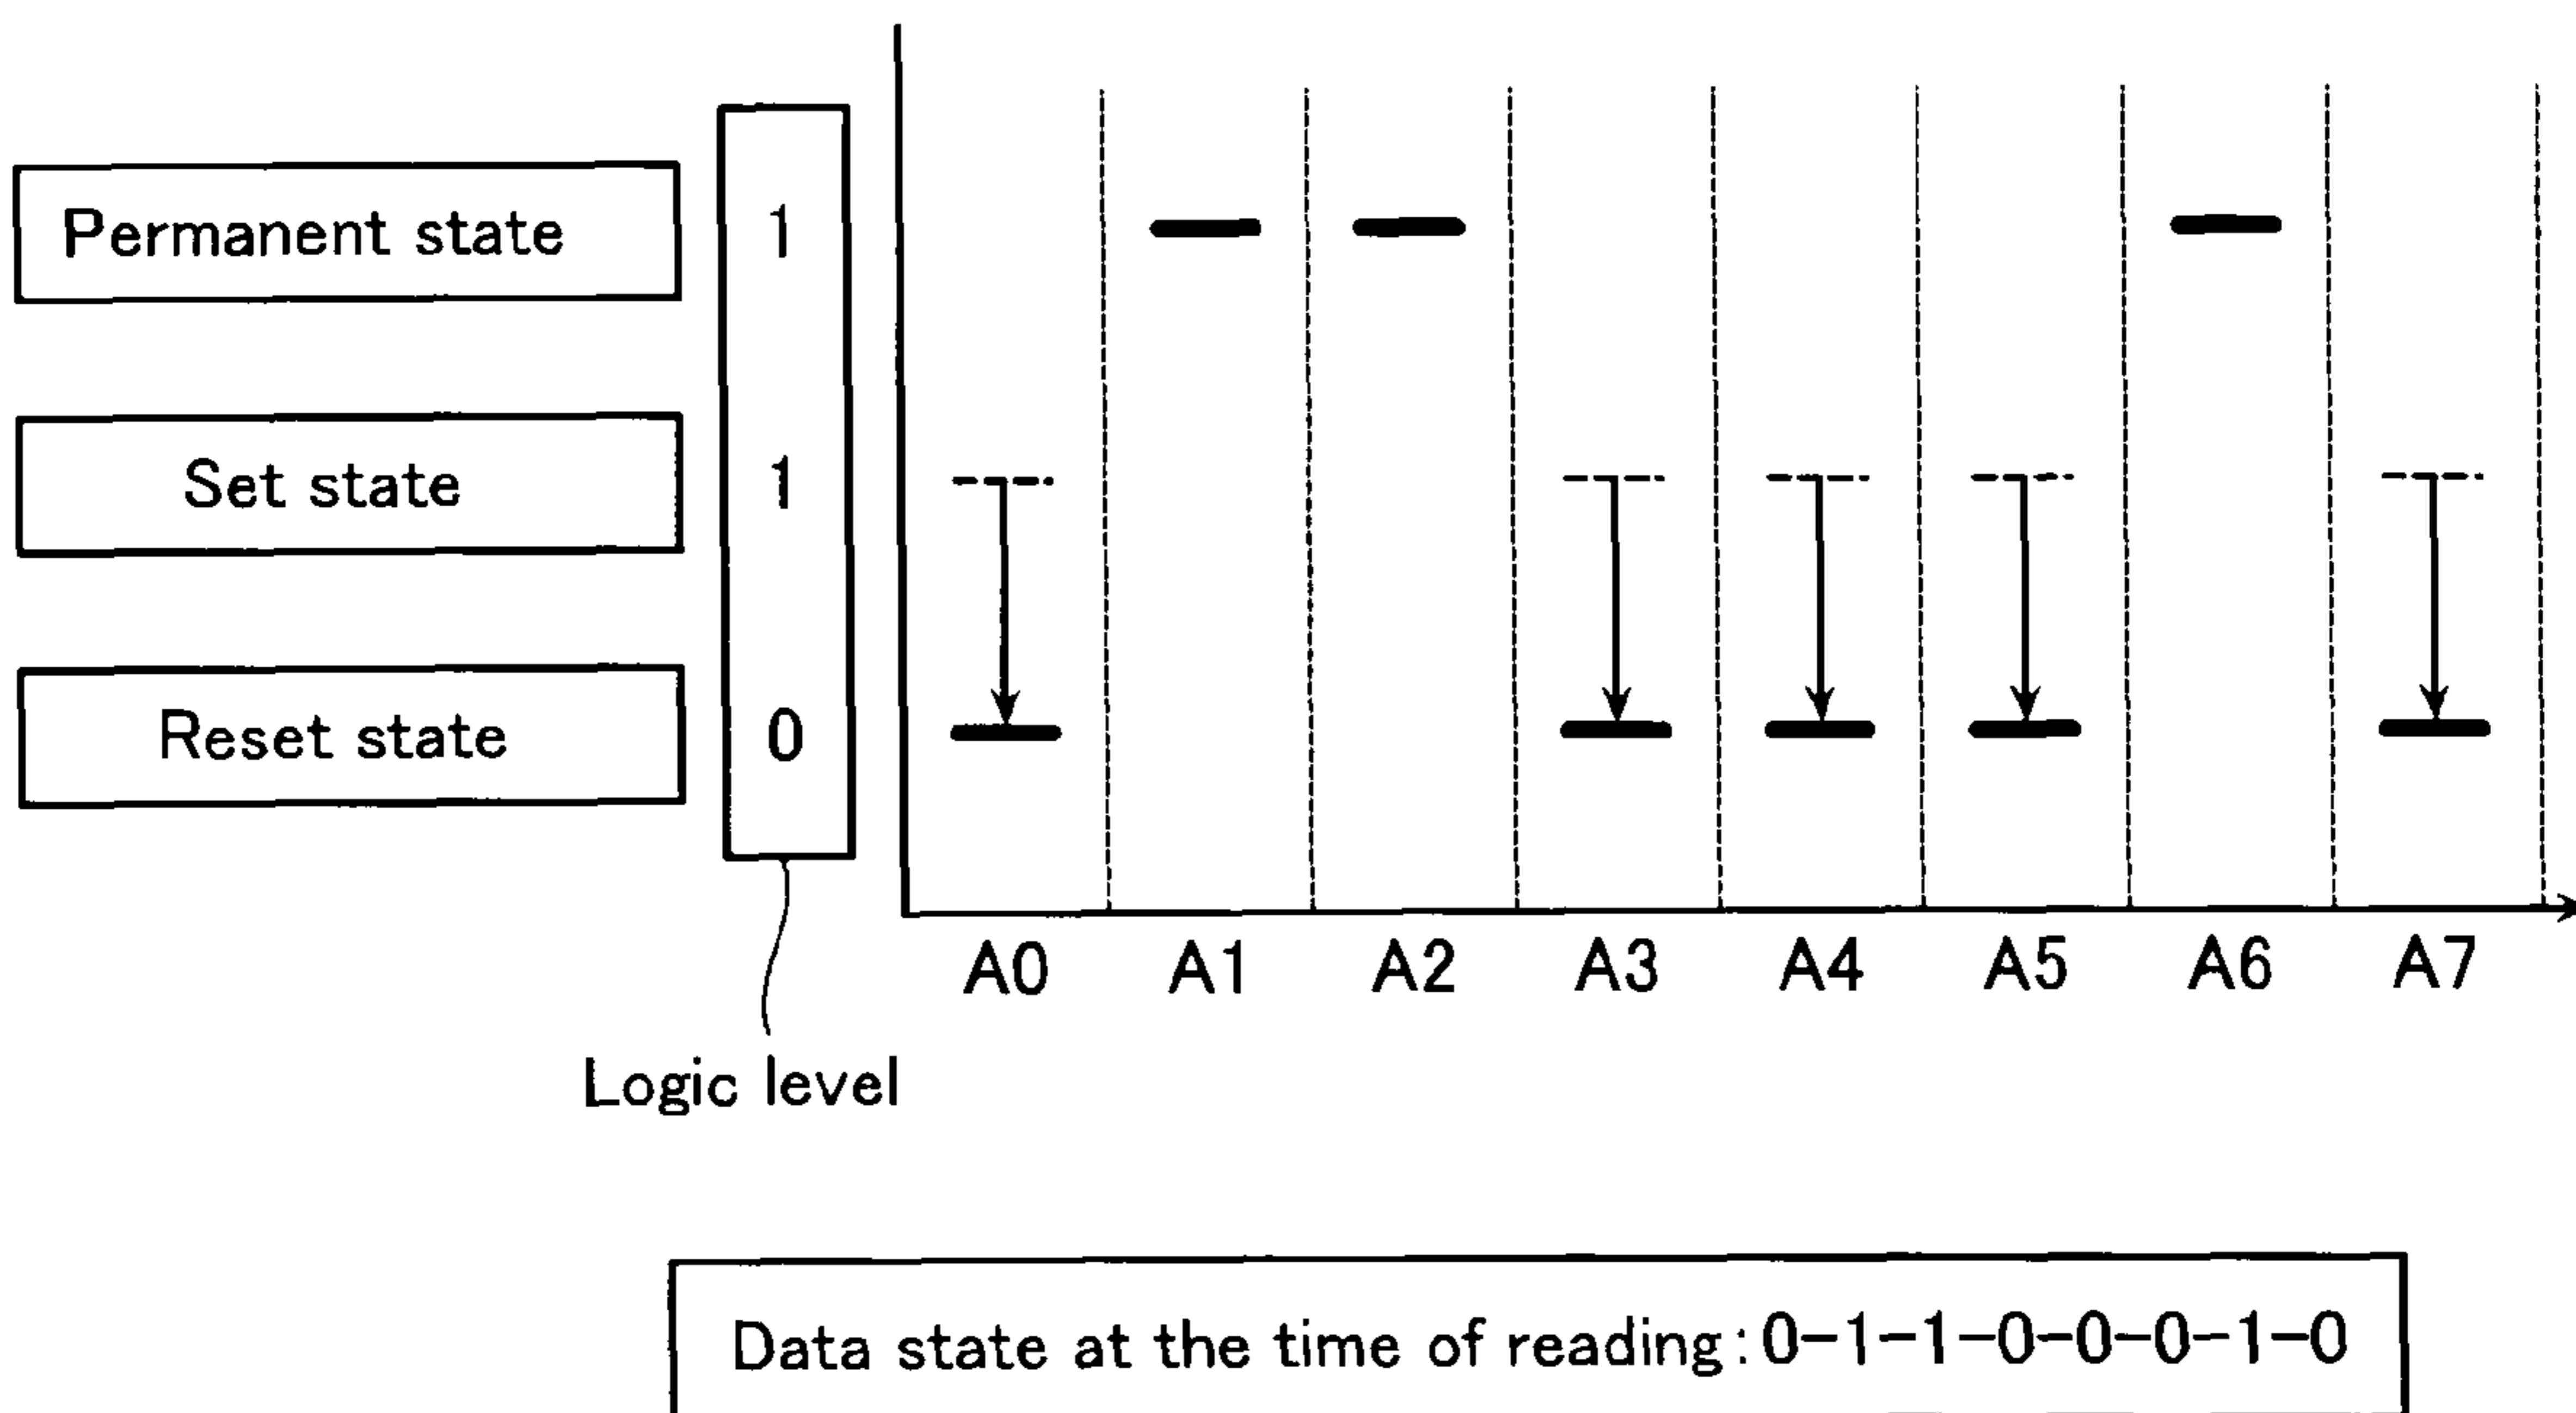 Permanent state 1
Set state 1
Reset state 0
A0 A1 A2 A3 A4 A5 A6 A7
Logic level
Data state at the time of reading:0-1-1-0-0-0-1-0